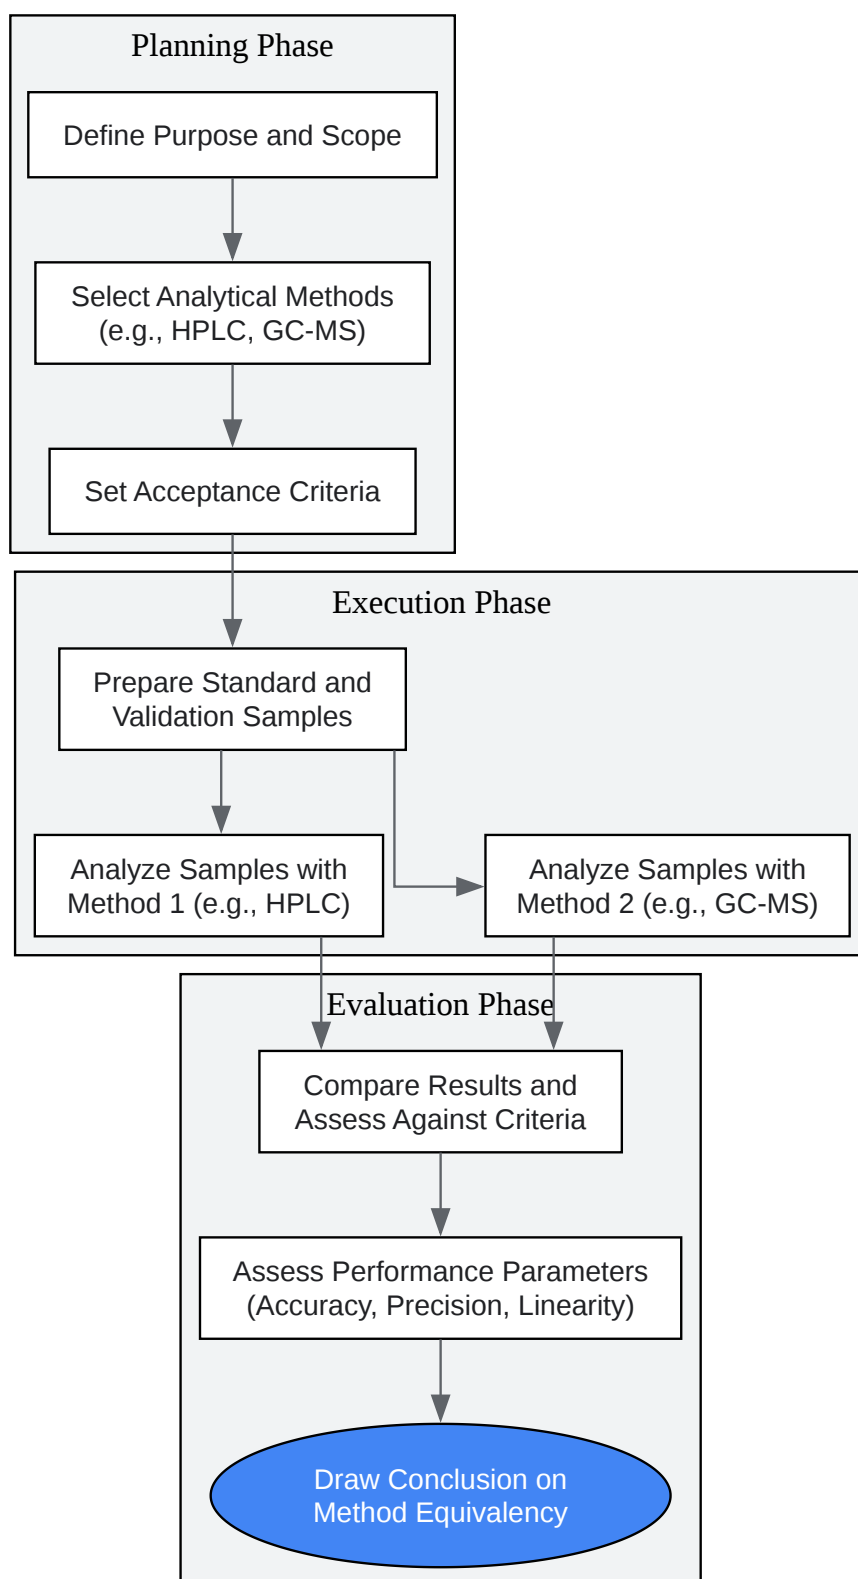 Planning Phase
Define Purpose and Scope
Select Analytical Methods
(e.g., HPLC, GC-MS)
Set Acceptance Criteria
Execution Phase
Prepare Standard and
Validation Samples
Analyze Samples with
Method 1 (e.g., HPLC)
Analyze Samples with
Method 2 (e.g., GC-MS)
Evaluation Phase
Compare Results and
Assess Against Criteria
Assess Performance Parameters
(Accuracy, Precision, Linearity)
Draw Conclusion on
Method Equivalency